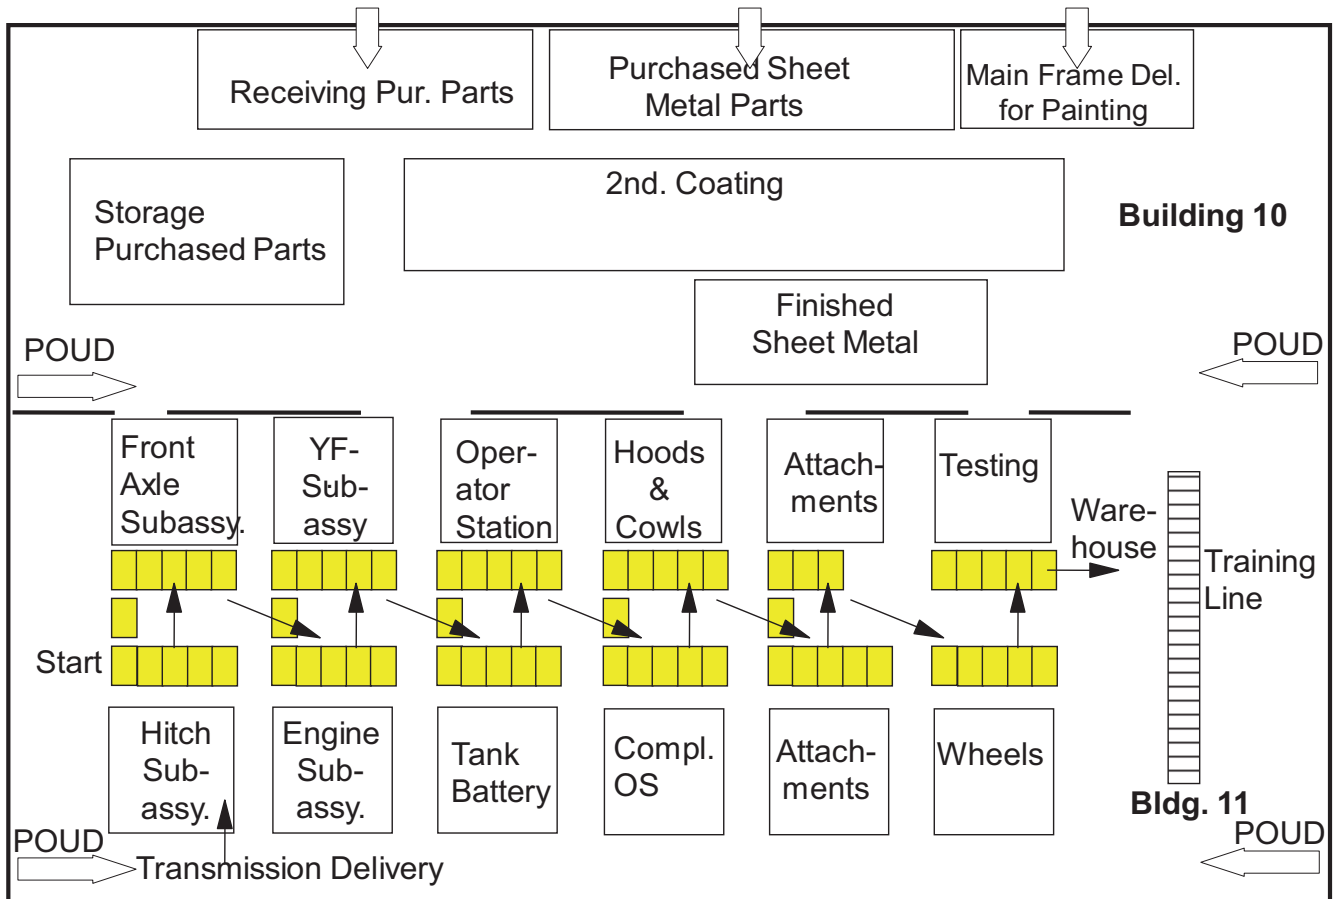 Receiving Pur. Parts
Purchased Sheet
Metal Parts
Main Frame Del.
for Painting
Storage
Purchased Parts
2nd. Coating
Building 10
Finished
Sheet Metal
POUD
POUD
Front
Axle
Subassy.
YF-
Sub-
assy
Oper-
ator
Station
Hoods
&
Cowls
Attach-
ments
Testing
Ware-
house
Training
Line
Start
Hitch
Sub-
assy.
Engine
Sub-
assy.
Tank
Battery
Compl.
OS
Attach-
ments
Wheels
Bldg. 11
POUD
Transmission Delivery
POUD